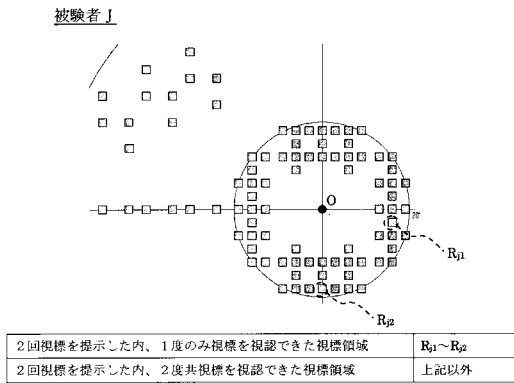 被験者 J
O
20°
Rj1
Rj2
2回視標を提示した内、1度のみ視標を視認できた視標領域 Rj1～Rj2
2回視標を提示した内、2度共視標を視認できた視標領域 上記以外